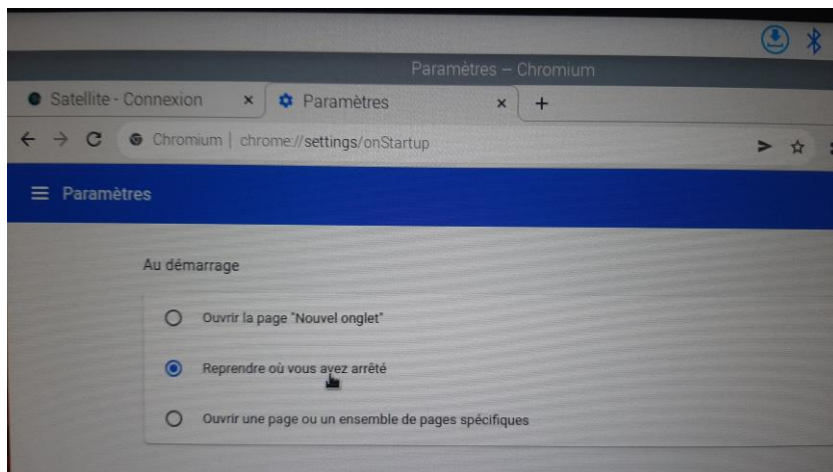 Paramètres – Chromium
Satellite - Connexion
Paramètres
Chromium | chrome://settings/onStartup
Paramètres
Au démarrage
Ouvrir la page "Nouvel onglet"
Reprendre où vous avez arrêté
Ouvrir une page ou un ensemble de pages spécifiques